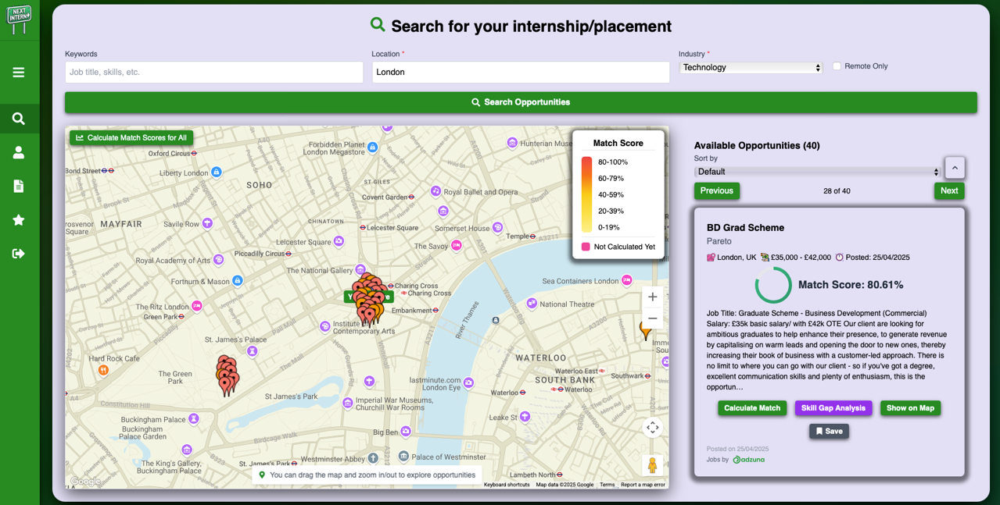 NEXT
INTERN
Search for your internship/placement
Keywords
Location *
Industry *
Job title, skills, etc.
London
Technology
Remote Only
Search Opportunities
Calculate Match Scores for All
Match Score
80-100%
60-79%
40-59%
20-39%
0-19%
Not Calculated Yet
Forbidden Planet
London Megastore
Oxford Circus
Bond Street
Liberty London
SOHO
ST GILES
Royal Ballet and Opera
Covent Garden
CHINATOWN
Leicester Square
Somerset House
Temple
A3211
A4200
Wild St
MAYFAIR
Savile Row
Leicester Square
The Savoy
A301
Piccadilly Circus
Royal Academy of Arts
The National Gallery
Fortnum & Mason
Charing Cross
Charing Cross
Sea Containers London
The Ritz London
Green Park
Embankment
National Theatre
Institute
Contemporary Arts
River Thames
St. James's Palace
Hard Rock Cafe
The Green
Park
WATERLOO
Waterloo East
SOUTH BANK
Southwark
lastminute.com
London Eye
Waterloo
Waterloo
St James's Park
Constitution Hill
Imperial War Museums,
Churchill War Rooms
Leake St
Buckingham Palace
Buckingham
Palace Garden
Birdcage Walk
Big Ben
The King's Gallery,
Buckingham Palace
Westminster Abbey
Palace of Westminster
St. James's Park
Lambeth North
You can drag the map and zoom in/out to explore opportunities
Google
Keyboard shortcuts
Map data ©2025 Google
Terms
Report a map error
Available Opportunities (40)
Sort by
Default
Previous
28 of 40
Next
BD Grad Scheme
Pareto
London, UK £35,000 - £42,000 Posted: 25/04/2025
Match Score: 80.61%
Job Title: Graduate Scheme - Business Development (Commercial)
Salary: £35k basic salary/ with £42k OTE Our client are looking for
ambitious graduates to help enhance their presence, to generate revenue
by capitalising on warm leads and opening the door to new ones, thereby
increasing their book of business with a customer-led approach. There is
no limit to where you can go with our client - so if you've got a degree,
excellent communication skills and plenty of enthusiasm, this is the
opportun…
Calculate Match
Skill Gap Analysis
Show on Map
Save
Posted on 25/04/2025
Jobs by adzuna